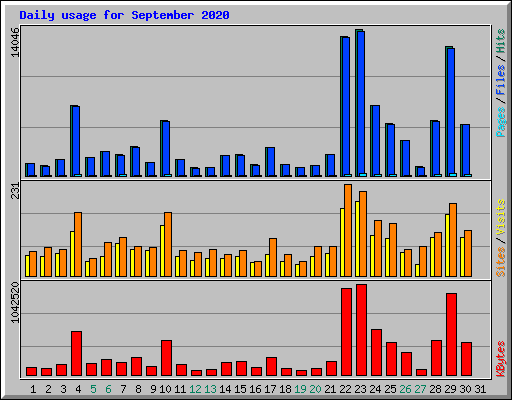 Daily usage for September 2020
14046
231
1042520
Pages / Files / Hits
Sites / Visits
KBytes
1 2 3 4 5 6 7 8 9 10 11 12 13 14 15 16 17 18 19 20 21 22 23 24 25 26 27 28 29 30 31